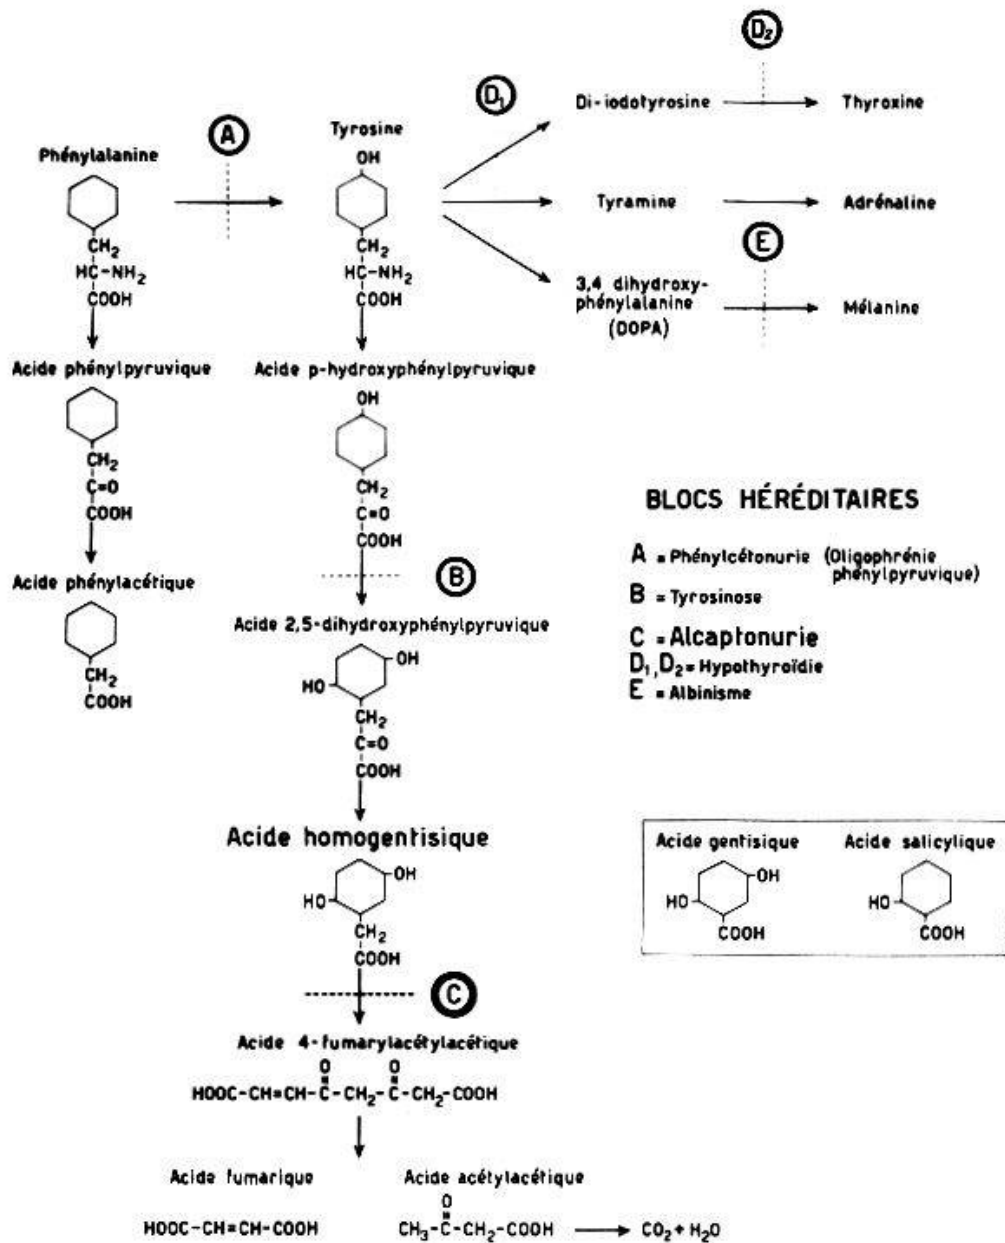 D₂
D₁
Di-iodotyrosine
Thyroxine
A
Tyrosine
Phénylalanine
OH
CH₂
HC-NH₂
COOH
CH₂
HC-NH₂
COOH
Tyramine
Adrénaline
E
3,4 dihydroxy-
phénylalanine
(DOPA)
Mélanine
Acide phénylpyruvique
CH₂
C=O
COOH
Acide p-hydroxyphénylpyruvique
OH
CH₂
C=O
COOH
Acide phénylacétique
CH₂
COOH
B
Acide 2,5-dihydroxyphénylpyruvique
OH
HO
CH₂
C=O
COOH
BLOCS HÉRÉDITAIRES
A = Phénylcétonurie (Oligophrénie
phénylpyruvique)
B = Tyrosinose
C = Alcaptonurie
D₁, D₂ = Hypothyroïdie
E = Albinisme
Acide homogentisique
OH
HO
CH₂
COOH
Acide gentisique
OH
HO
COOH
Acide salicylique
HO
COOH
C
Acide 4-fumarylacétylacétique
O O
HOOC-CH=CH-C-CH₂-C-CH₂-COOH
Acide fumarique
HOOC-CH=CH-COOH
Acide acétylacétique
O
CH₃-C-CH₂-COOH
CO₂ + H₂O